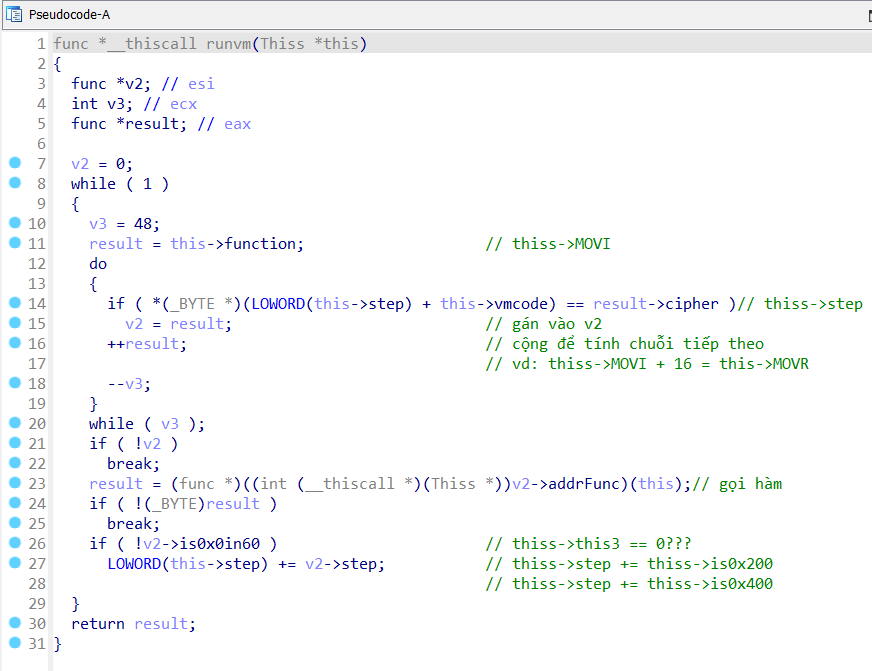 Pseudocode-A
1 func *__thiscall runvm(Thiss *this)
2 {
3 func *v2; // esi
4 int v3; // ecx
5 func *result; // eax
6
7 v2 = 0;
8 while ( 1 )
9 {
10 v3 = 48;
11 result = this->function; // thiss->MOVI
12 do
13 {
14 if ( *(_BYTE *)(LOWORD(this->step) + this->vmcode) == result->cipher )// thiss->step
15 v2 = result; // gán vào v2
16 ++result; // cộng để tính chuỗi tiếp theo
17 // vd: thiss->MOVI + 16 = this->MOVR
18 --v3;
19 }
20 while ( v3 );
21 if ( !v2 )
22 break;
23 result = (func *)((int (__thiscall *)(Thiss *))v2->addrFunc)(this);// gọi hàm
24 if ( !(_BYTE)result )
25 break;
26 if ( !v2->is0x0in60 ) // thiss->this3 == 0???
27 LOWORD(this->step) += v2->step; // thiss->step += thiss->is0x200
28 // thiss->step += thiss->is0x400
29 }
30 return result;
31 }